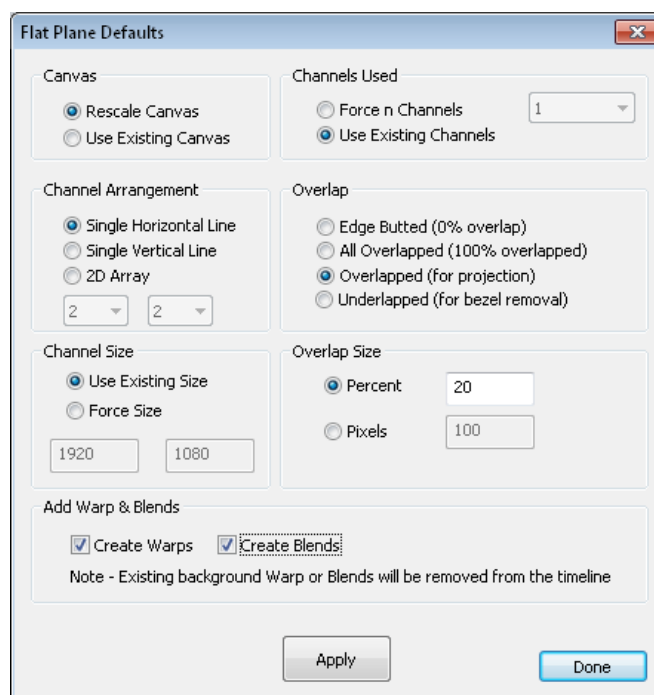 Flat Plane Defaults
Canvas
Rescale Canvas
Use Existing Canvas
Channels Used
Force n Channels
1
Use Existing Channels
Channel Arrangement
Single Horizontal Line
Single Vertical Line
2D Array
2 2
Overlap
Edge Butted (0% overlap)
All Overlapped (100% overlapped)
Overlapped (for projection)
Underlapped (for bezel removal)
Channel Size
Use Existing Size
Force Size
1920 1080
Overlap Size
Percent 20
Pixels 100
Add Warp & Blends
Create Warps Create Blends
Note - Existing background Warp or Blends will be removed from the timeline
Apply
Done